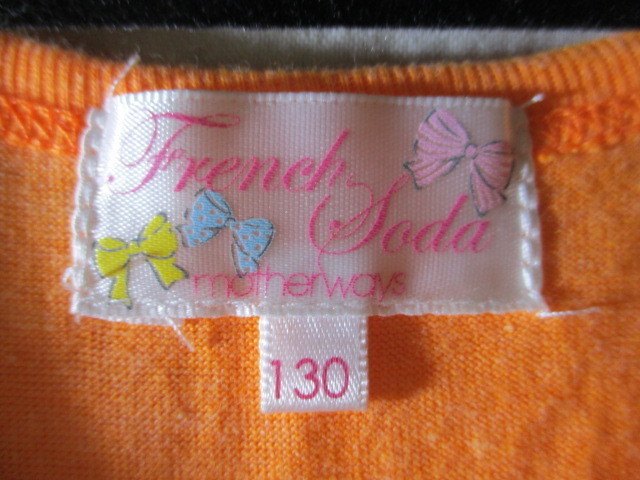 French
Soda
motherways
130